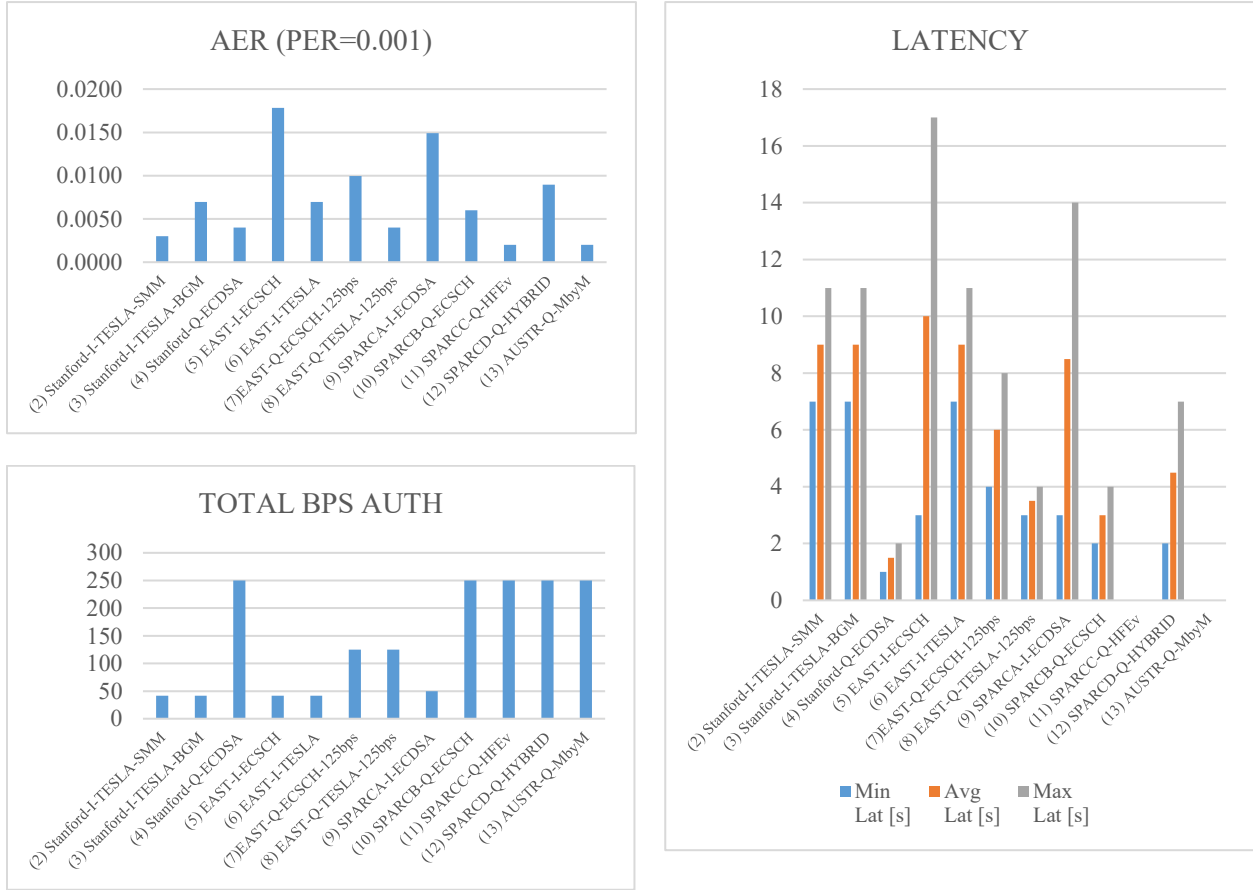 AER (PER=0.001)
0.0200
0.0150
0.0100
0.0050
0.0000
(2) Stanford-I-TESLA-SMM
(3) Stanford-I-TESLA-BGM
(4) Stanford-Q-ECDSA
(5) EAST-I-ECSCH
(6) EAST-I-TESLA
(7)EAST-Q-ECSCH-125bps
(8) EAST-Q-TESLA-125bps
(9) SPARCA-I-ECDSA
(10) SPARCB-Q-ECSCH
(11) SPARCC-Q-HFEv
(12) SPARCD-Q-HYBRID
(13) AUSTR-Q-MbyM
TOTAL BPS AUTH
300
250
200
150
100
50
0
(2) Stanford-I-TESLA-SMM
(3) Stanford-I-TESLA-BGM
(4) Stanford-Q-ECDSA
(5) EAST-I-ECSCH
(6) EAST-I-TESLA
(7)EAST-Q-ECSCH-125bps
(8) EAST-Q-TESLA-125bps
(9) SPARCA-I-ECDSA
(10) SPARCB-Q-ECSCH
(11) SPARCC-Q-HFEv
(12) SPARCD-Q-HYBRID
(13) AUSTR-Q-MbyM
LATENCY
18
16
14
12
10
8
6
4
2
0
(2) Stanford-I-TESLA-SMM
(3) Stanford-I-TESLA-BGM
(4) Stanford-Q-ECDSA
(5) EAST-I-ECSCH
(6) EAST-I-TESLA
(7)EAST-Q-ECSCH-125bps
(8) EAST-Q-TESLA-125bps
(9) SPARCA-I-ECDSA
(10) SPARCB-Q-ECSCH
(11) SPARCC-Q-HFEv
(12) SPARCD-Q-HYBRID
(13) AUSTR-Q-MbyM
Min
Lat [s]
Avg
Lat [s]
Max
Lat [s]